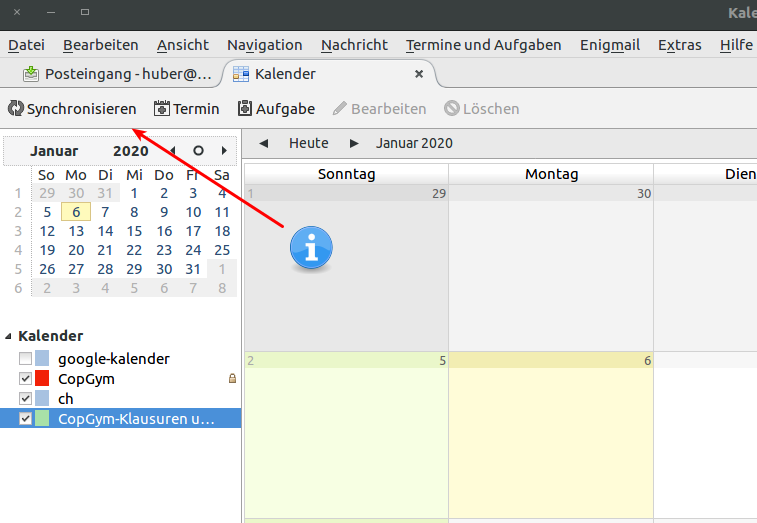 Kale
Datei Bearbeiten Ansicht Navigation Nachricht Termine und Aufgaben Enigmail Extras Hilfe
Posteingang - huber@... Kalender
Synchronisieren Termin Aufgabe Bearbeiten Löschen
Januar 2020
So Mo Di Mi Do Fr Sa
1 29 30 31 1 2 3 4
2 5 6 7 8 9 10 11
3 12 13 14 15 16 17 18
4 19 20 21 22 23 24 25
5 26 27 28 29 30 31 1
6 2 3 4 5 6 7 8
Kalender
google-kalender
CopGym
ch
CopGym-Klausuren u...
Heute Januar 2020
Sonntag Montag Dien
1 29 30
2 5 6